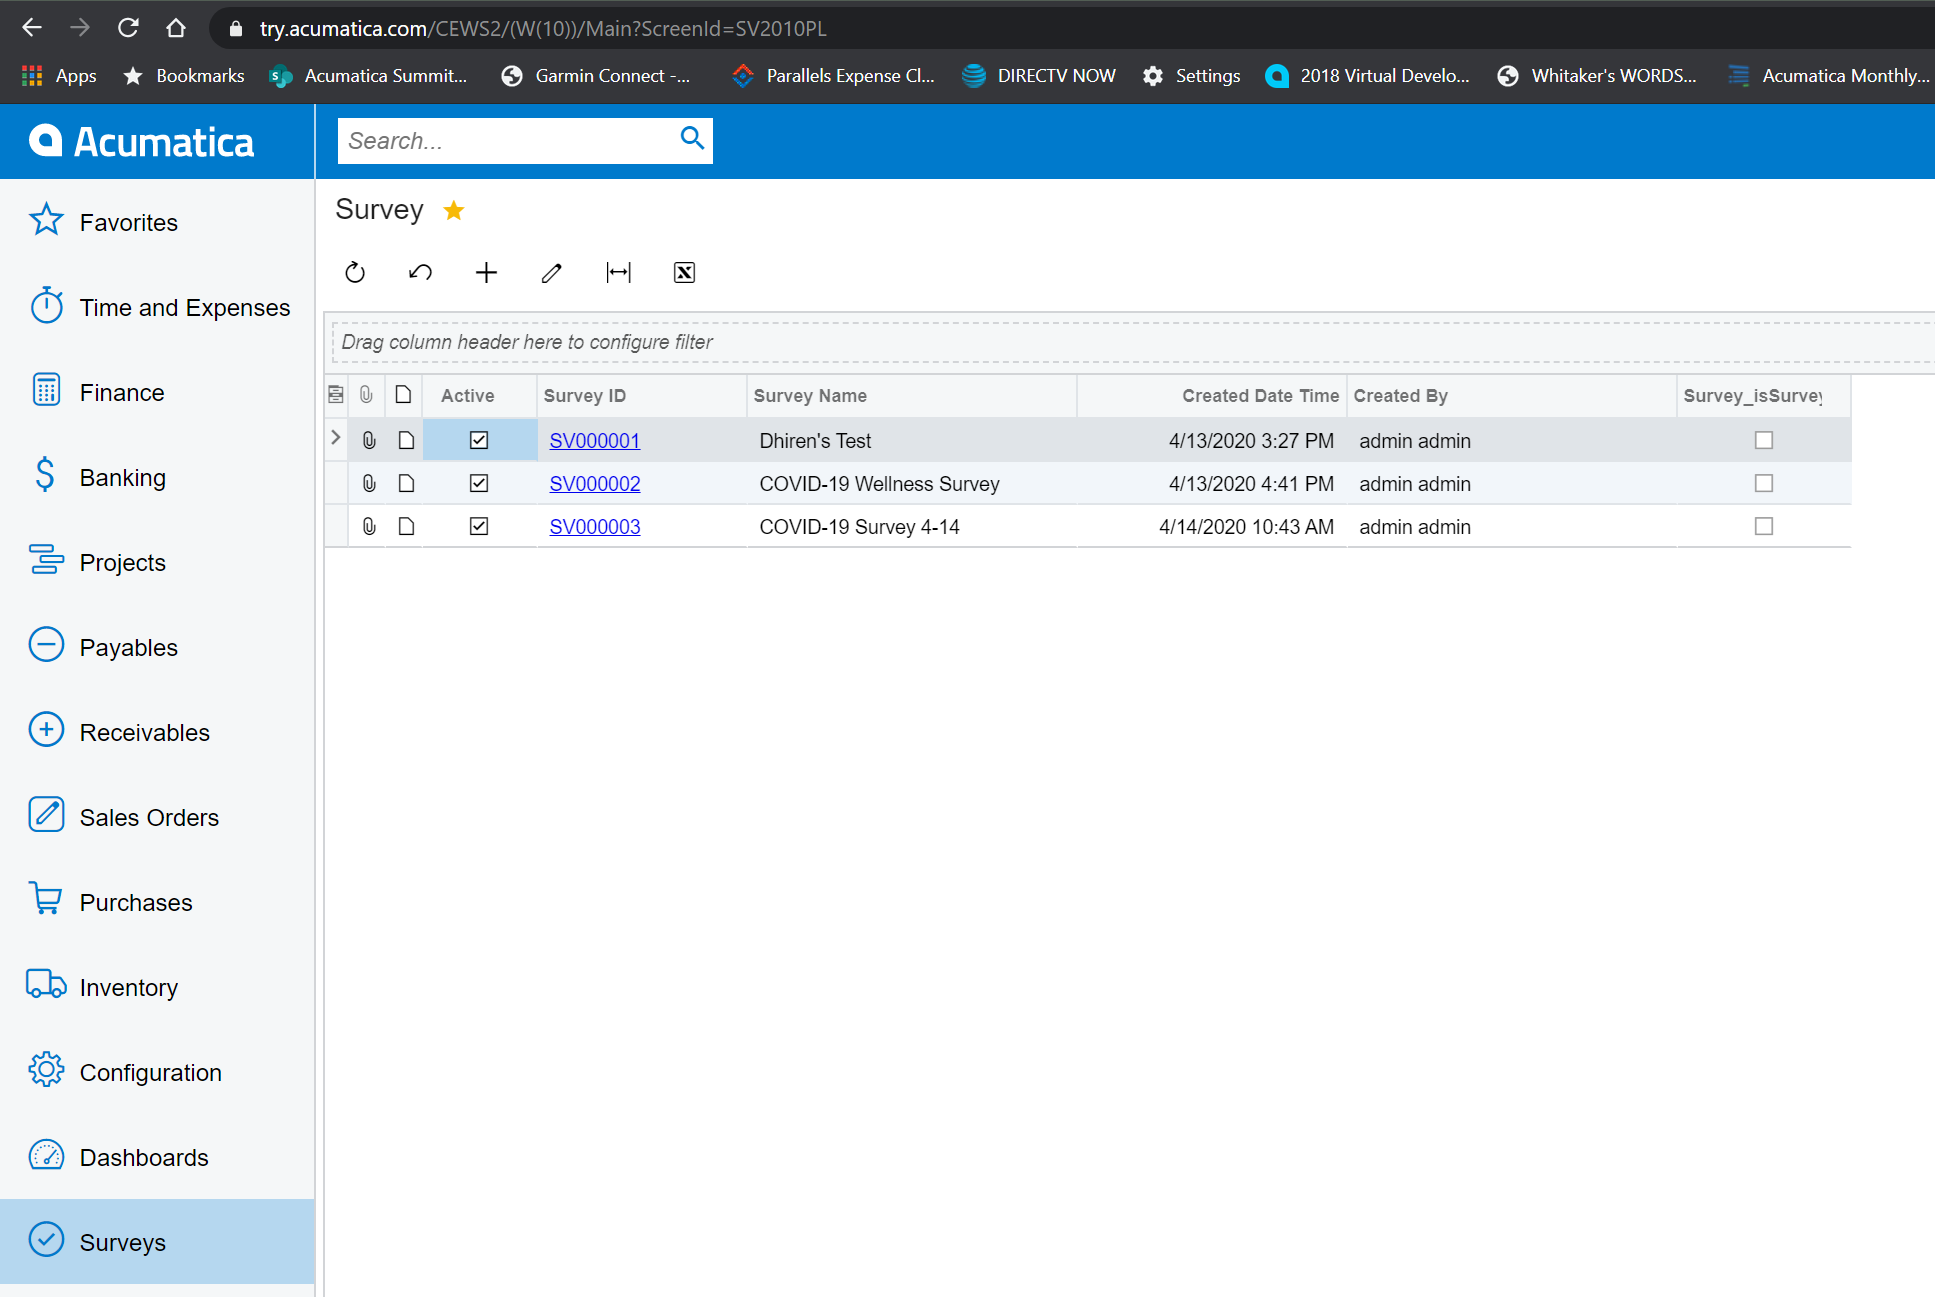 try.acumatica.com/CEWS2/(W(10))/Main?ScreenId=SV2010PL
Apps Bookmarks Acumatica Summit... Garmin Connect -... Parallels Expense Cl... DIRECTV NOW Settings 2018 Virtual Develo... Whitaker's WORDS... Acumatica Monthly...
Acumatica
Search...
Favorites
Time and Expenses
Finance
Banking
Projects
Payables
Receivables
Sales Orders
Purchases
Inventory
Configuration
Dashboards
Surveys
Survey
Drag column header here to configure filter
Active Survey ID Survey Name Created Date Time Created By Survey_isSurvey
SV000001 Dhiren's Test 4/13/2020 3:27 PM admin admin
SV000002 COVID-19 Wellness Survey 4/13/2020 4:41 PM admin admin
SV000003 COVID-19 Survey 4-14 4/14/2020 10:43 AM admin admin